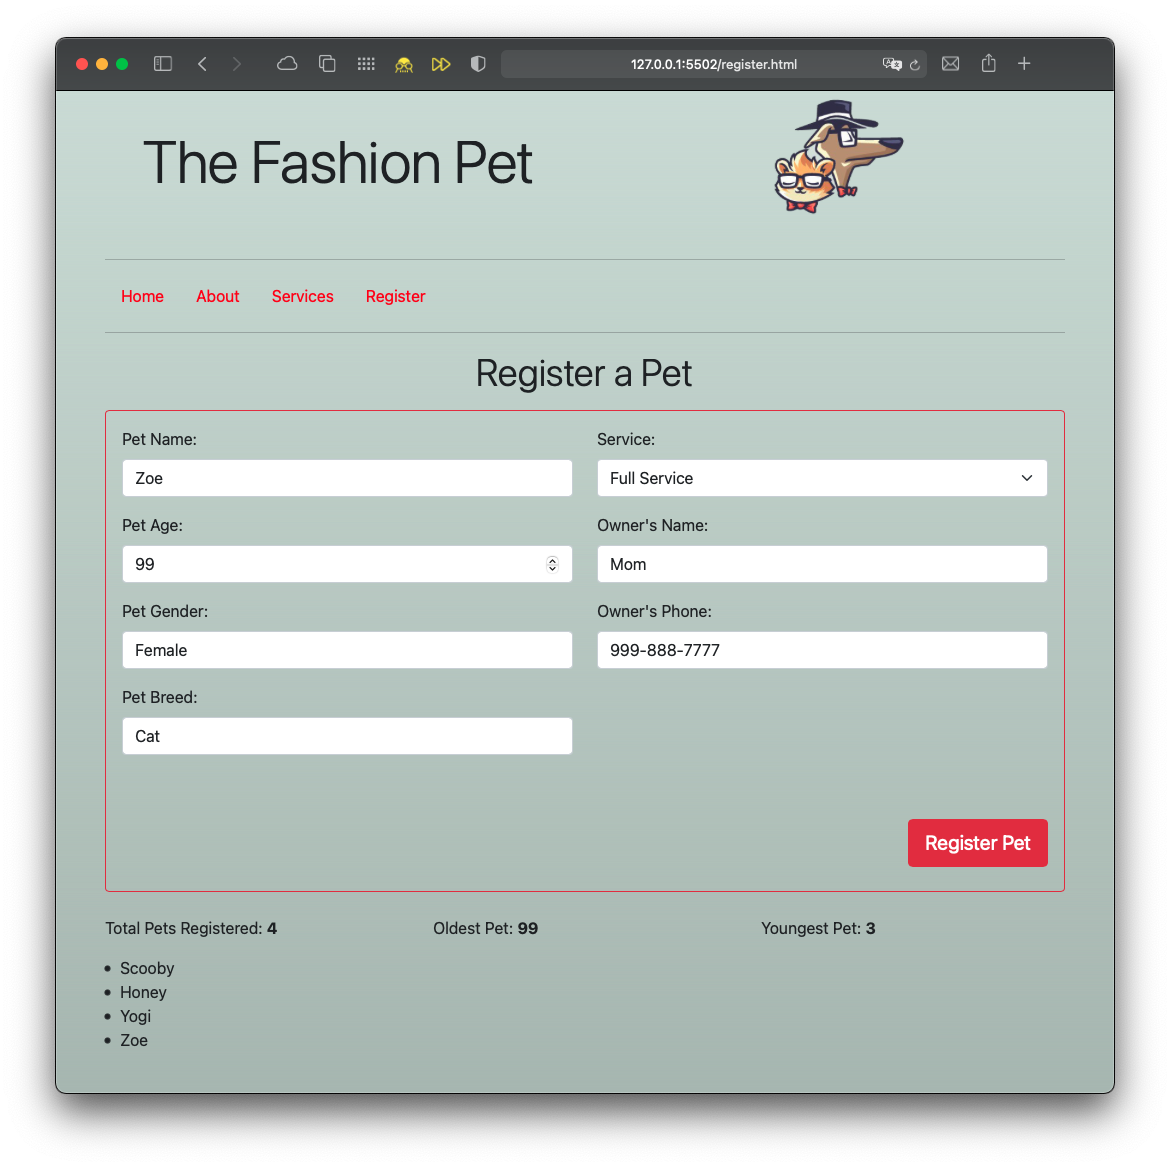 127.0.0.1:5502/register.html
The Fashion Pet
Home About Services Register
Register a Pet
Pet Name:
Zoe
Pet Age:
99
Pet Gender:
Female
Pet Breed:
Cat
Service:
Full Service
Owner's Name:
Mom
Owner's Phone:
999-888-7777
Register Pet
Total Pets Registered: 4 Oldest Pet: 99 Youngest Pet: 3
• Scooby
• Honey
• Yogi
• Zoe